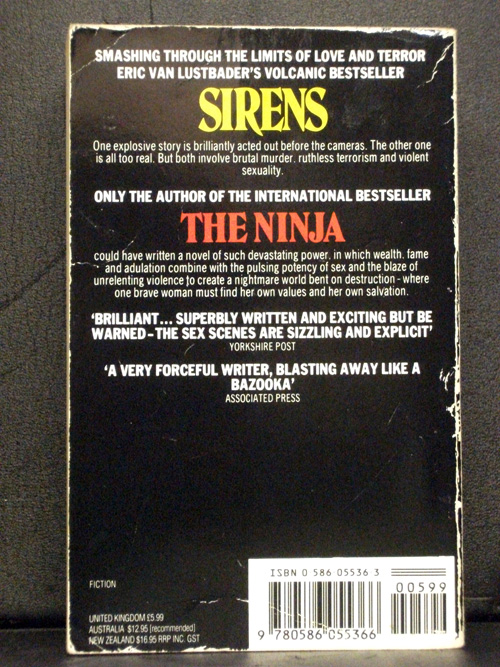 SMASHING THROUGH THE LIMITS OF LOVE AND TERROR
ERIC VAN LUSTBADER'S VOLCANIC BESTSELLER
SIRENS
One explosive story is brilliantly acted out before the cameras. The other one
is all too real. But both involve brutal murder, ruthless terrorism and violent
sexuality.
ONLY THE AUTHOR OF THE INTERNATIONAL BESTSELLER
THE NINJA
could have written a novel of such devastating power, in which wealth, fame
and adulation combine with the pulsing potency of sex and the blaze of
unrelenting violence to create a nightmare world bent on destruction - where
one brave woman must find her own values and her own salvation.
'BRILLIANT... SUPERBLY WRITTEN AND EXCITING BUT BE
WARNED - THE SEX SCENES ARE SIZZLING AND EXPLICIT'
YORKSHIRE POST
'A VERY FORCEFUL WRITER, BLASTING AWAY LIKE A
BAZOOKA'
ASSOCIATED PRESS
ISBN 0 586 05536 3
00599
9 780586 055366
FICTION
UNITED KINGDOM £5.99
AUSTRALIA $12.95 (recommended)
NEW ZEALAND $16.95 RRP INC. GST